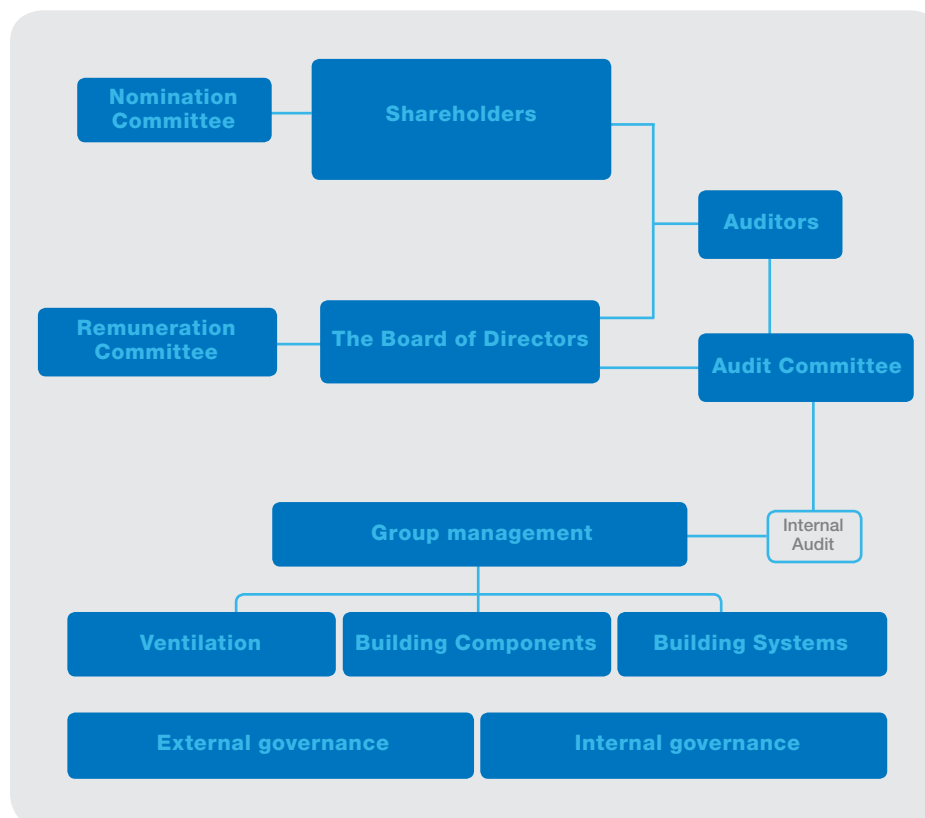 Nomination
Committee
Shareholders
Auditors
Remuneration
Committee
The Board of Directors
Audit Committee
Group management
Internal
Audit
Ventilation
Building Components
Building Systems
External governance
Internal governance